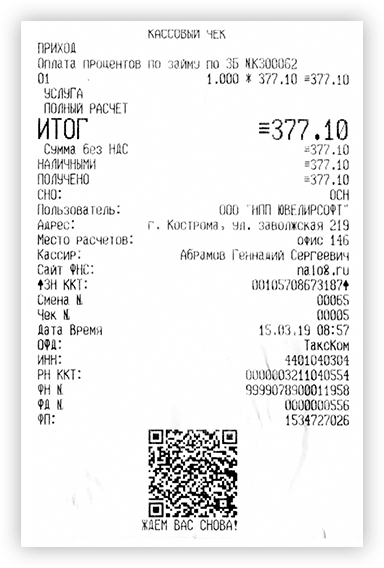 КАССОВЫЙ ЧЕК
ПРИХОД
Оплата процентов по займу по ЗБ №К300062
01 1.000 * 377.10 =377.10
УСЛУГА
ПОЛНЫЙ РАСЧЕТ
ИТОГ =377.10
Сумма без НДС =377.10
НАЛИЧНЫМИ =377.10
ПОЛУЧЕНО =377.10
СНО: ОСН
Пользователь: ООО "НПП ЮВЕЛИРСОФТ"
Адрес: г. Кострома, ул. заволжская 219
Место расчетов: офис 146
Кассир: Абрамов Геннадий Сергеевич
Сайт ФНС: nalog.ru
↑ЗН ККТ: 00105708673187↑
Смена № 00065
Чек № 00005
Дата Время 15.03.19 08:57
ОФД: ТаксКом
ИНН: 4401040304
РН ККТ: 0000003211040554
ФН № 9999078900011958
ФД № 0000000556
ФП: 1534727026
ЖДЕМ ВАС СНОВА!